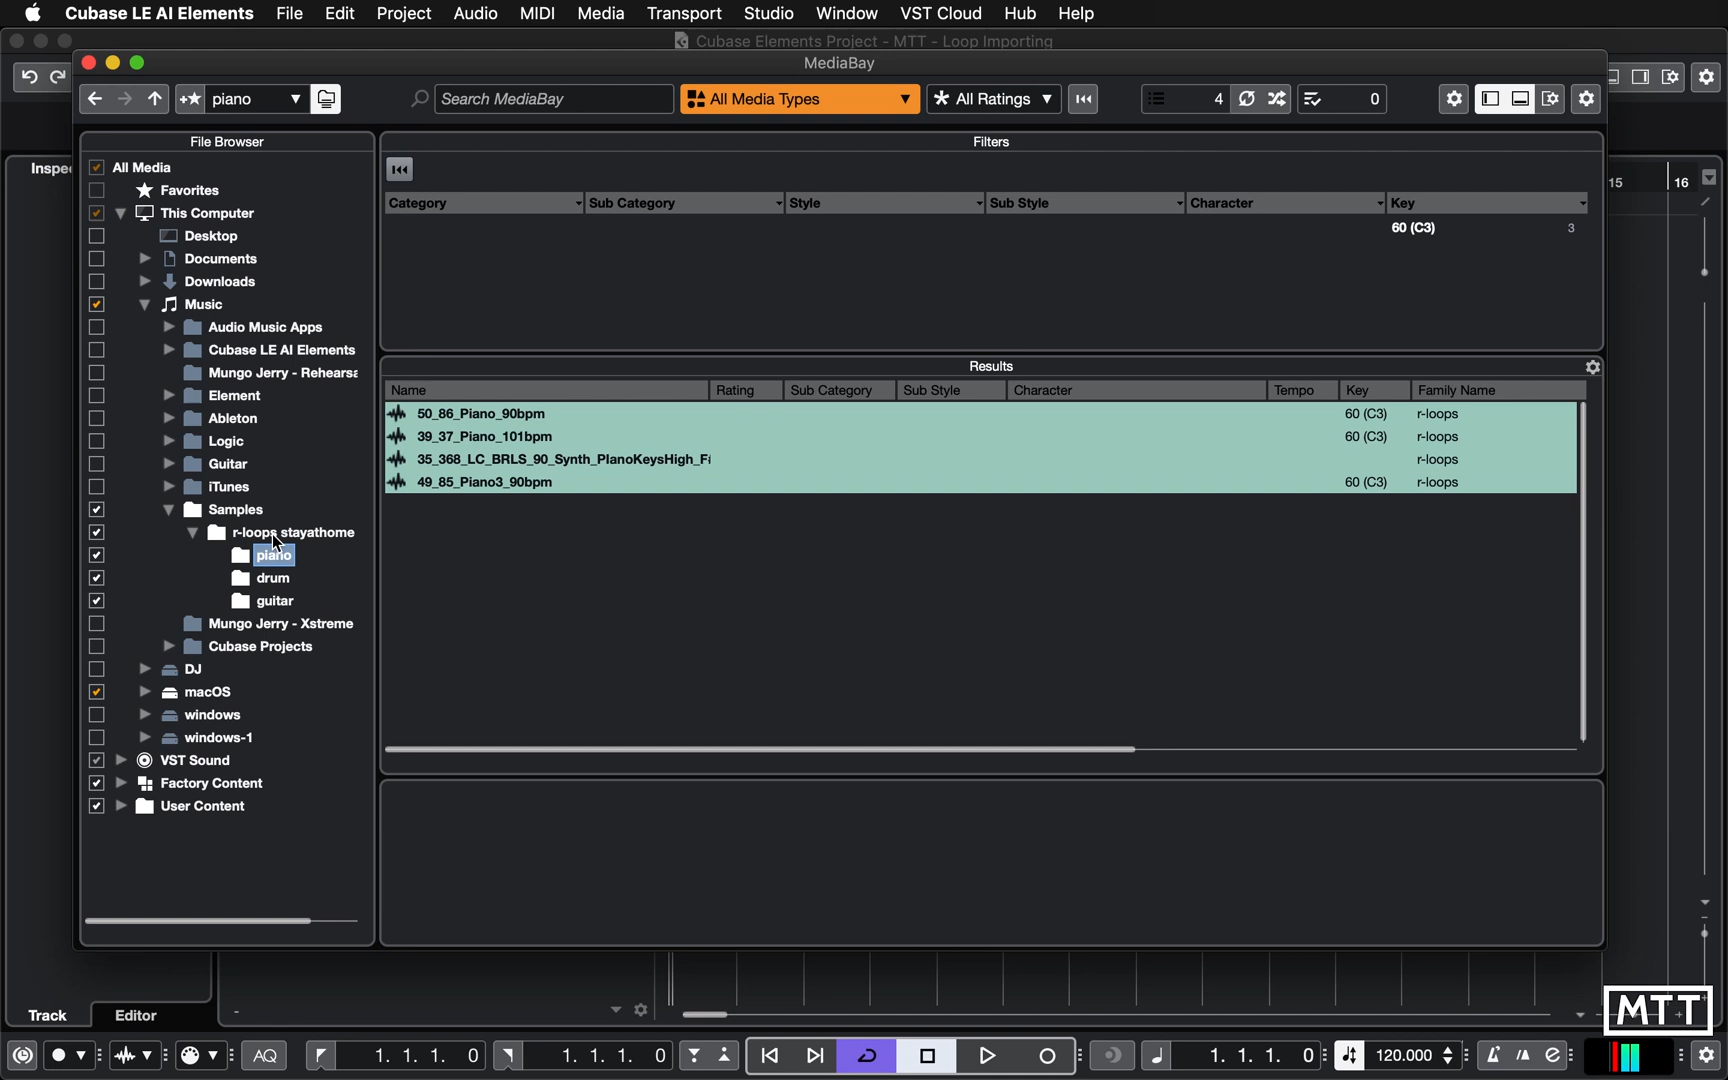 Cubase LE AI Elements File Edit Project Audio MIDI Media Transport Studio Window VST Cloud Hub Help
Cubase Elements Project - MTT - Loop Importing
MediaBay
piano Search MediaBay All Media Types All Ratings 4 0
File Browser
All Media
Favorites
This Computer
Desktop
Documents
Downloads
Music
Audio Music Apps
Cubase LE AI Elements
Mungo Jerry - Rehearsa
Element
Ableton
Logic
Guitar
iTunes
Samples
r-loops stayathome
piano
drum
guitar
Mungo Jerry - Xstreme
Cubase Projects
DJ
macOS
windows
windows-1
VST Sound
Factory Content
User Content
Filters
Category Sub Category Style Sub Style Character Key
60 (C3) 3
Results
Name Rating Sub Category Sub Style Character Tempo Key Family Name
50_86_Piano_90bpm 60 (C3) r-loops
39_37_Piano_101bpm 60 (C3) r-loops
35_368_LC_BRLS_90_Synth_PianoKeysHigh_Fi r-loops
49_85_Piano3_90bpm 60 (C3) r-loops
Inspec
15 16
Track Editor -
MTT
AQ 1. 1. 1. 0 1. 1. 1. 0 1. 1. 1. 0 120.000